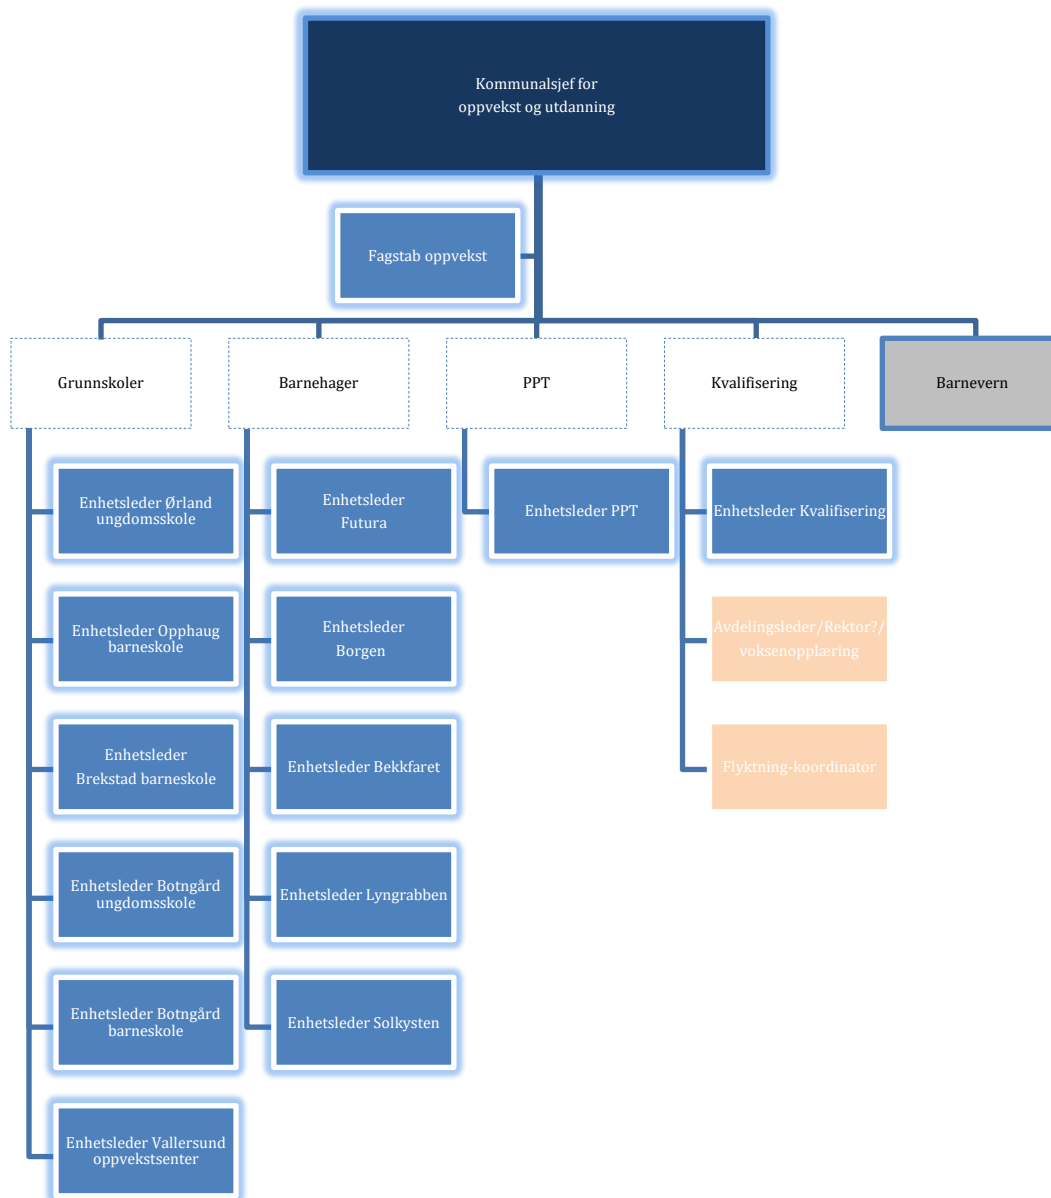 Kommunalsjef for
oppvekst og utdanning
Fagstab oppvekst
Grunnskoler
Barnehager
PPT
Kvalifisering
Barnevern
Enhetsleder Ørland
ungdomsskole
Enhetsleder Opphaug
barneskole
Enhetsleder
Brekstad barneskole
Enhetsleder Botngård
ungdomsskole
Enhetsleder Botngård
barneskole
Enhetsleder Vallersund
oppvekstsenter
Enhetsleder
Futura
Enhetsleder
Borgen
Enhetsleder Bekkfaret
Enhetsleder Lyngrabben
Enhetsleder Solkysten
Enhetsleder PPT
Enhetsleder Kvalifisering
Avdelingsleder/Rektor?/
voksenopplæring
Flyktning-koordinator